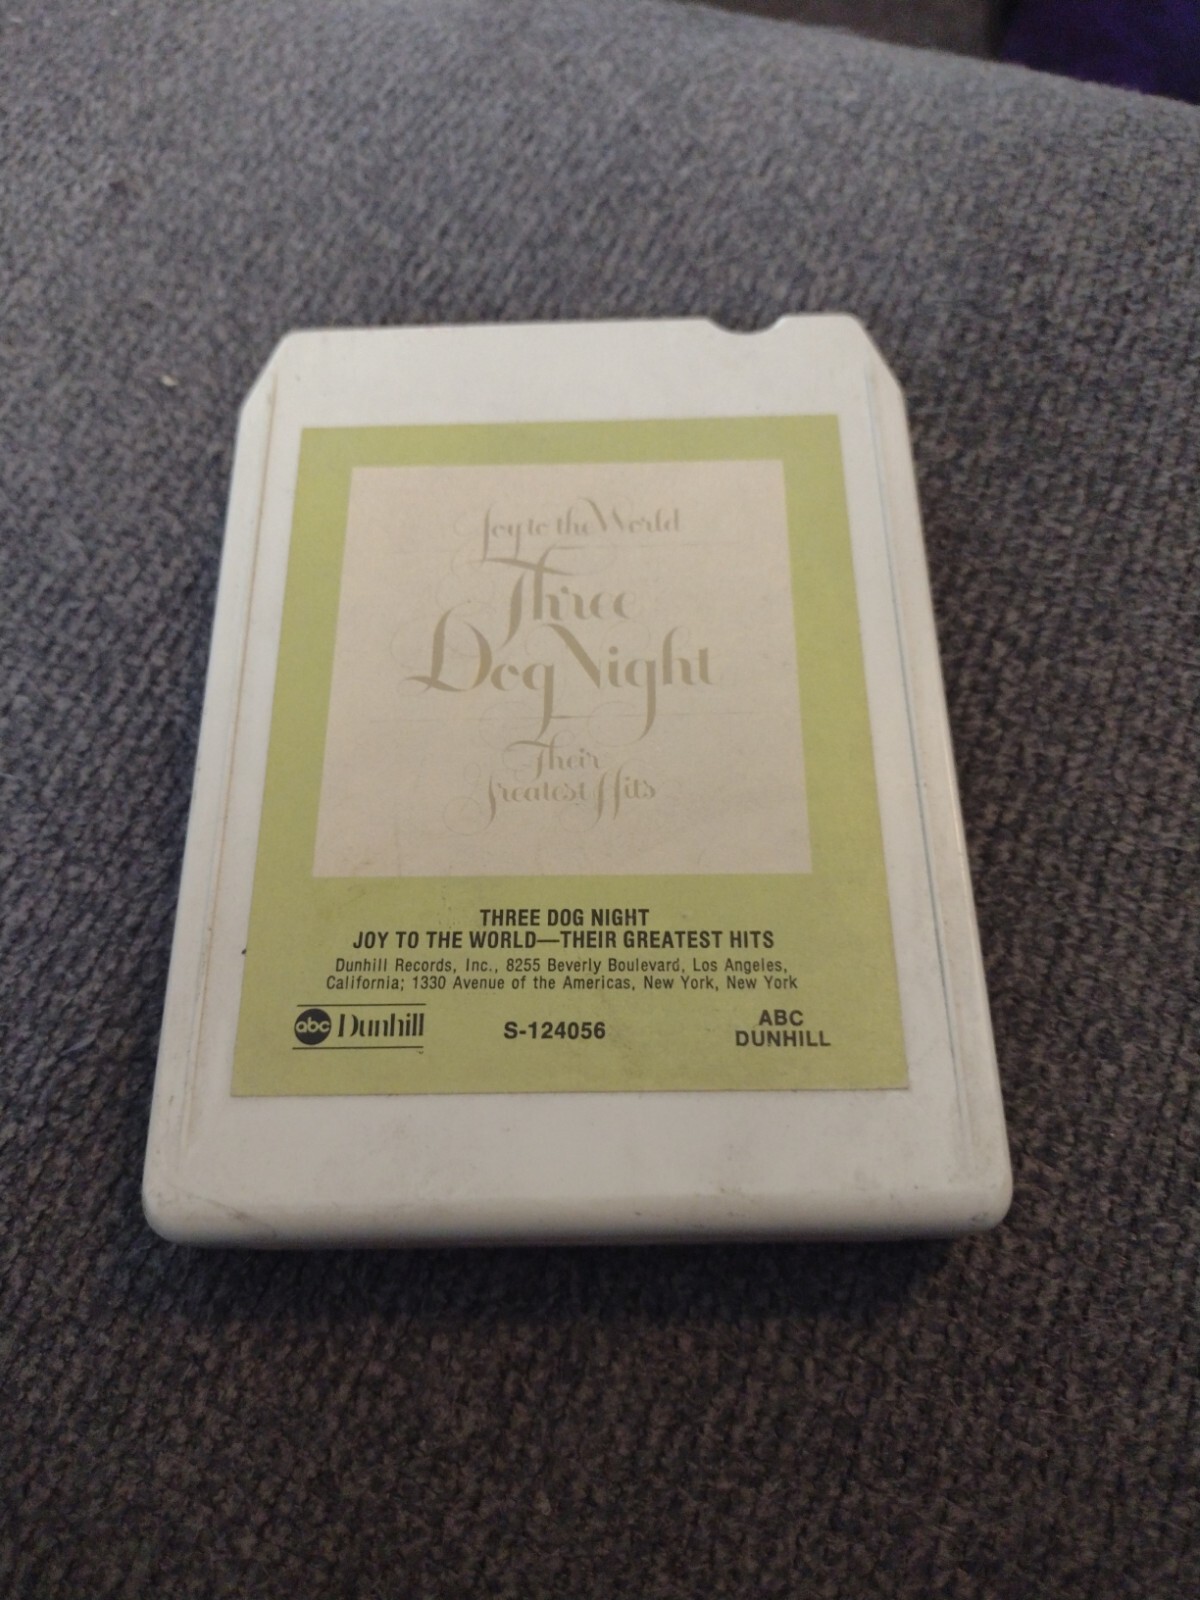 Joy to the World
Three
Dog Night
Their
Greatest Hits
THREE DOG NIGHT
JOY TO THE WORLD—THEIR GREATEST HITS
Dunhill Records, Inc., 8255 Beverly Boulevard, Los Angeles,
California; 1330 Avenue of the Americas, New York, New York
abc Dunhill
S-124056
ABC
DUNHILL